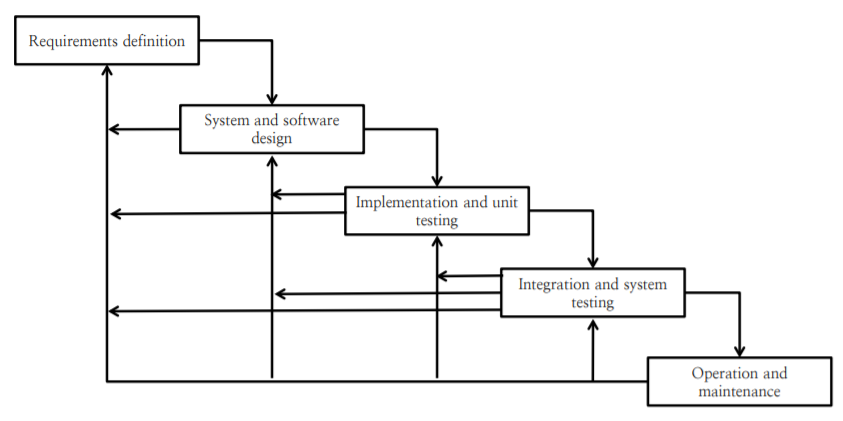 Requirements definition
System and software
design
Implementation and unit
testing
Integration and system
testing
Operation and
maintenance